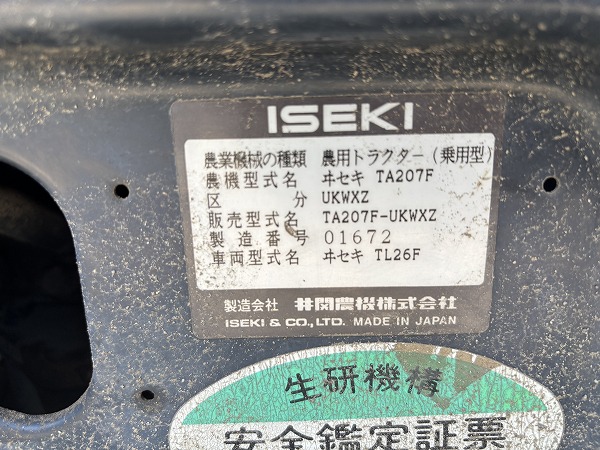 ISEKI
農業機械の種類 農用トラクター(乗用型)
農機型式名 ヰセキ TA207F
区分 UKWXZ
販売型式名 TA207F-UKWXZ
製造番号 01672
車両型式名 ヰセキ TL26F
製造会社 井関農機株式会社
ISEKI & CO., LTD. MADE IN JAPAN
生研機構
安全鑑定証票